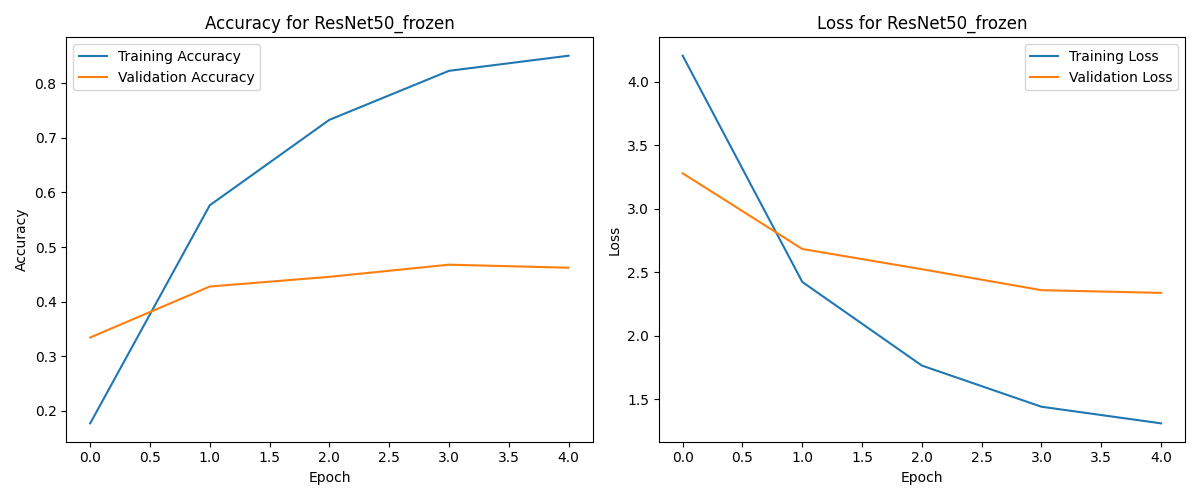 Accuracy for ResNet50_frozen
Training Accuracy
Validation Accuracy
Accuracy
0.8
0.7
0.6
0.5
0.4
0.3
0.2
0.0 0.5 1.0 1.5 2.0 2.5 3.0 3.5 4.0
Epoch
Loss for ResNet50_frozen
Training Loss
Validation Loss
Loss
4.0
3.5
3.0
2.5
2.0
1.5
0.0 0.5 1.0 1.5 2.0 2.5 3.0 3.5 4.0
Epoch